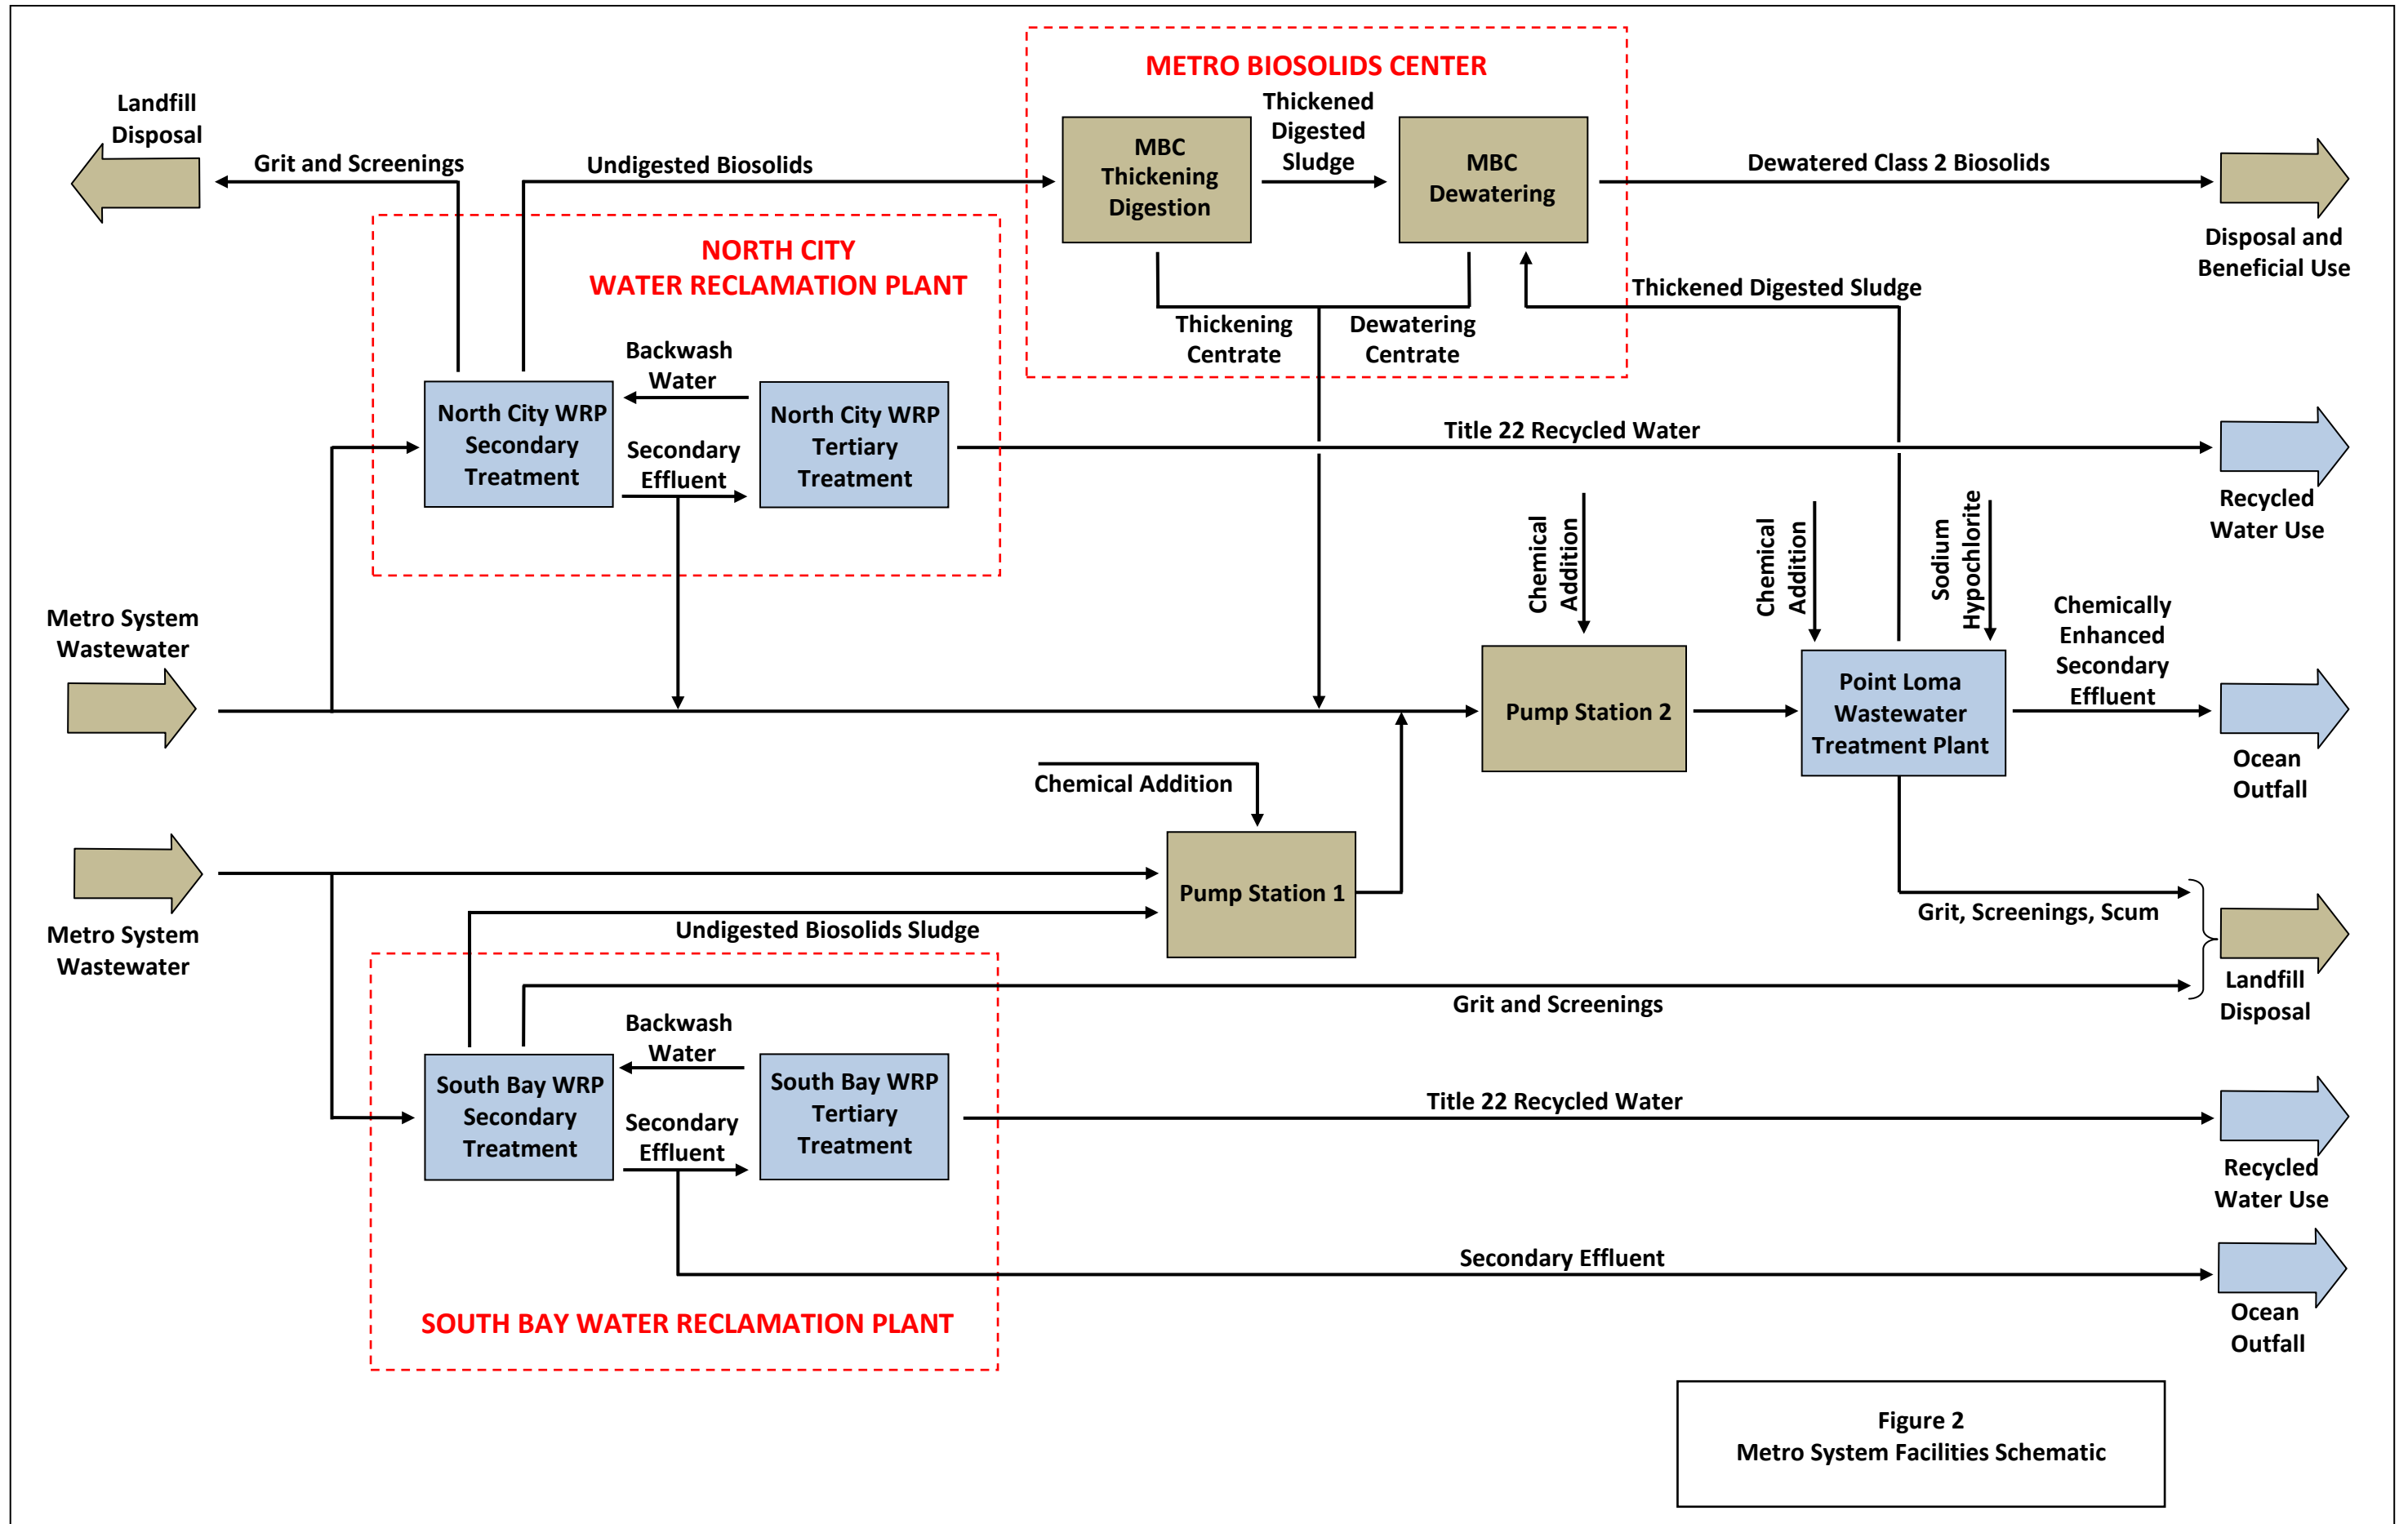 METRO BIOSOLIDS CENTER
Landfill
Disposal
Grit and Screenings
Undigested Biosolids
MBC
Thickening
Digestion
Thickened
Digested
Sludge
MBC
Dewatering
Dewatered Class 2 Biosolids
Disposal and
Beneficial Use
NORTH CITY
WATER RECLAMATION PLANT
Thickened Digested Sludge
Thickening
Centrate
Dewatering
Centrate
Backwash
Water
North City WRP
Secondary
Treatment
Secondary
Effluent
North City WRP
Tertiary
Treatment
Title 22 Recycled Water
Recycled
Water Use
Chemical
Addition
Chemical
Addition
Sodium
Hypochlorite
Metro System
Wastewater
Pump Station 2
Point Loma
Wastewater
Treatment Plant
Chemically
Enhanced
Secondary
Effluent
Ocean
Outfall
Chemical Addition
Metro System
Wastewater
Pump Station 1
Undigested Biosolids Sludge
Grit, Screenings, Scum
Grit and Screenings
Landfill
Disposal
Backwash
Water
South Bay WRP
Secondary
Treatment
Secondary
Effluent
South Bay WRP
Tertiary
Treatment
Title 22 Recycled Water
Recycled
Water Use
Secondary Effluent
Ocean
Outfall
SOUTH BAY WATER RECLAMATION PLANT
Figure 2
Metro System Facilities Schematic